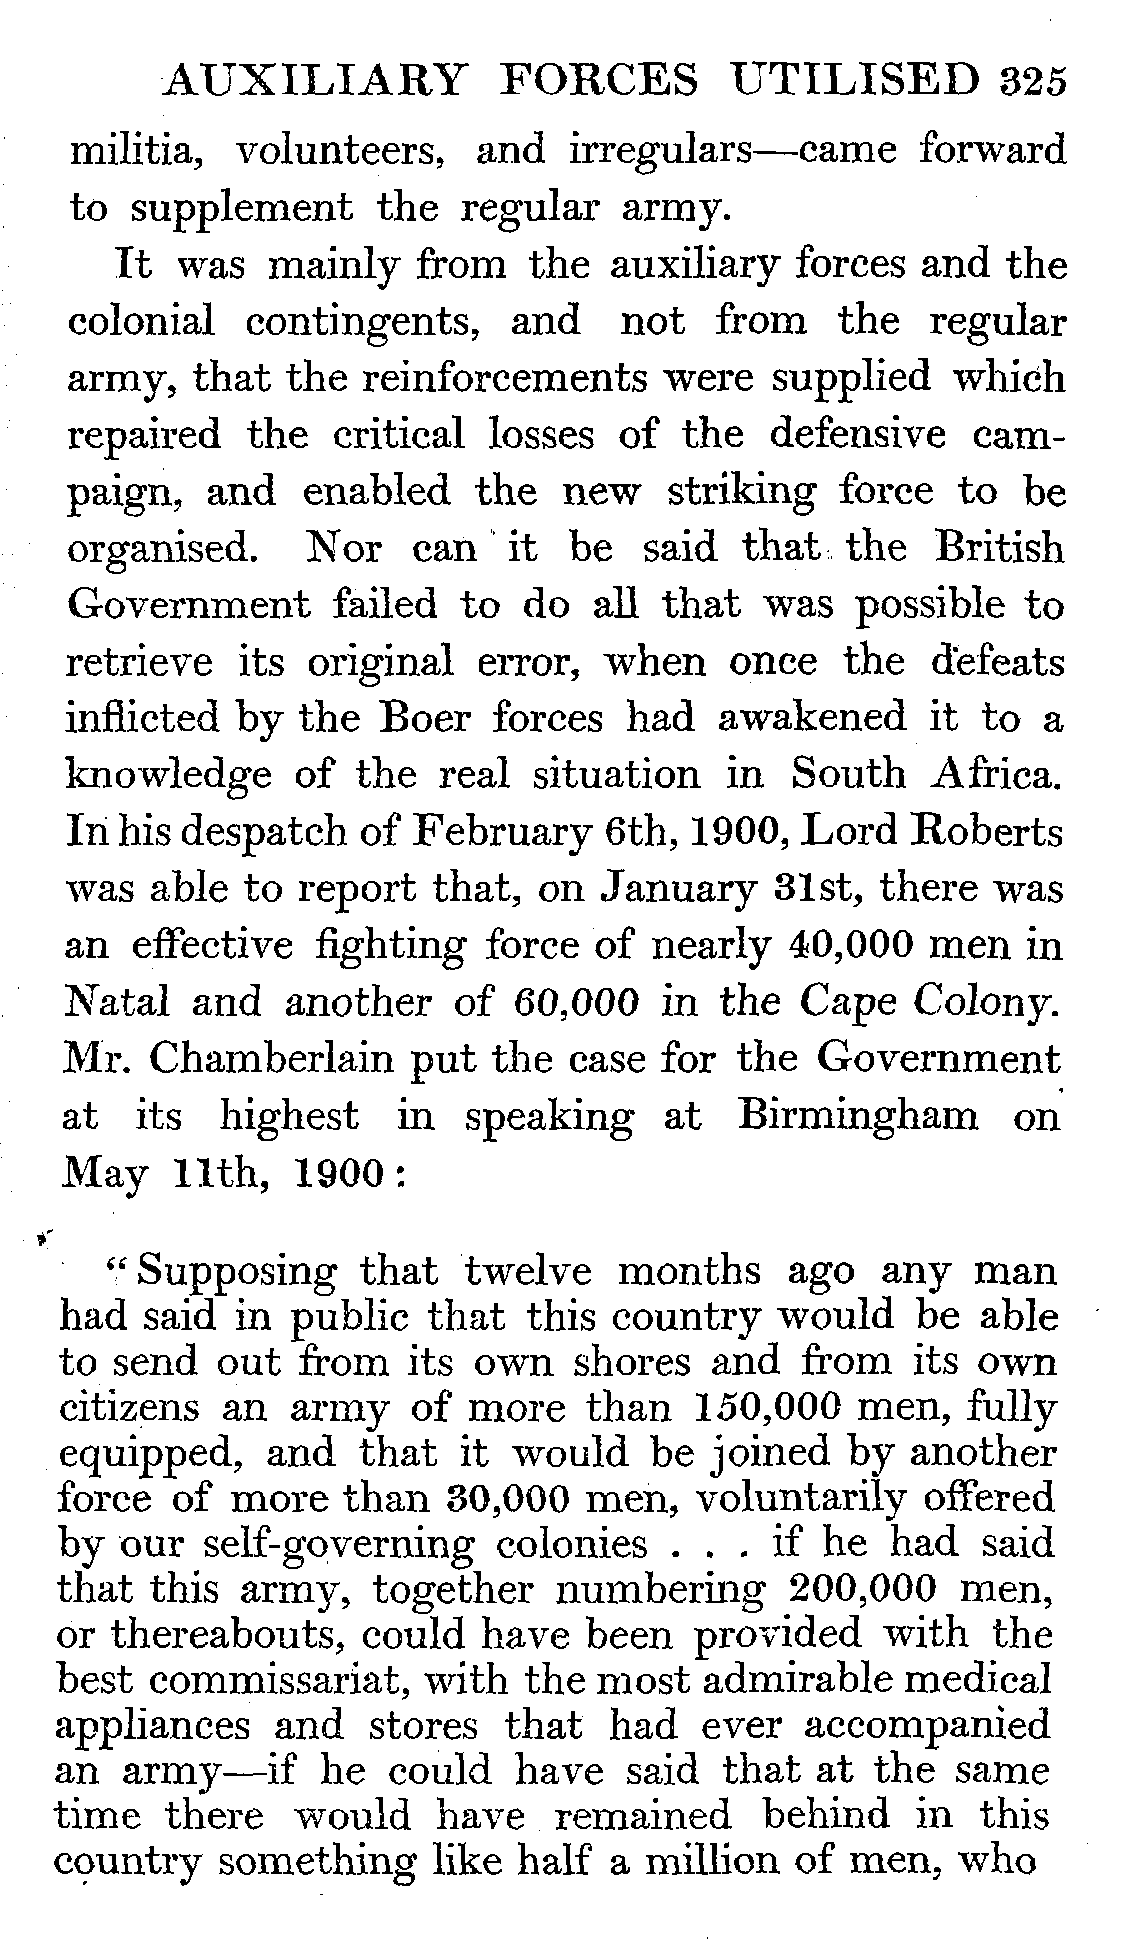 AUXILIARY FORCES UTILISED 325
militia, volunteers, and irregulars—came forward
to supplement the regular army.
It was mainly from the auxiliary forces and the
colonial contingents, and not from the regular
army, that the reinforcements were supplied which
repaired the critical losses of the defensive cam-
paign, and enabled the new striking force to be
organised. Nor can it be said that the British
Government failed to do all that was possible to
retrieve its original error, when once the defeats
inflicted by the Boer forces had awakened it to a
knowledge of the real situation in South Africa.
In his despatch of February 6th, 1900, Lord Roberts
was able to report that, on January 31st, there was
an effective fighting force of nearly 40,000 men in
Natal and another of 60,000 in the Cape Colony.
Mr. Chamberlain put the case for the Government
at its highest in speaking at Birmingham on
May 11th, 1900:
"Supposing that twelve months ago any man
had said in public that this country would be able
to send out from its own shores and from its own
citizens an army of more than 150,000 men, fully
equipped, and that it would be joined by another
force of more than 30,000 men, voluntarily offered
by our self-governing colonies . . . if he had said
that this army, together numbering 200,000 men,
or thereabouts, could have been provided with the
best commissariat, with the most admirable medical
appliances and stores that had ever accompanied
an army—if he could have said that at the same
time there would have remained behind in this
country something like half a million of men, who